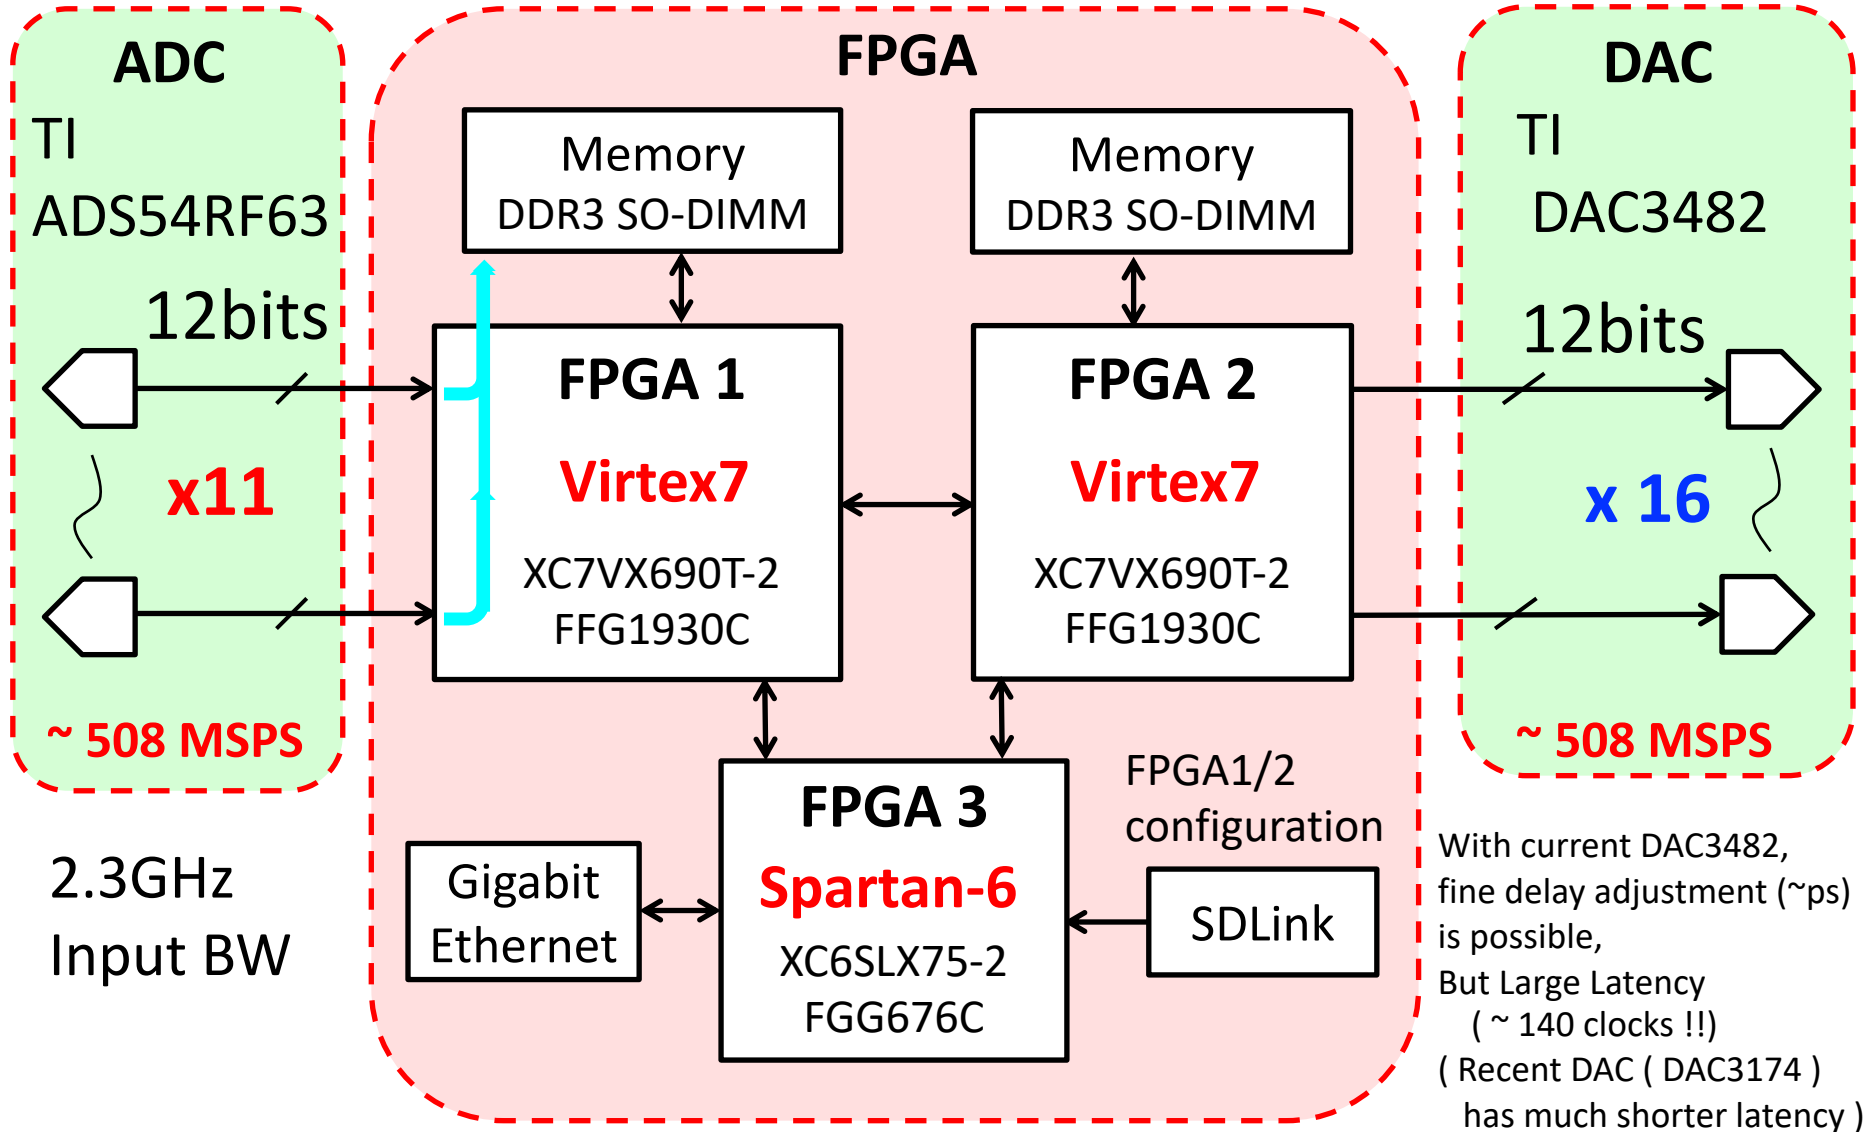 ADC
TI
ADS54RF63
12bits
x11
~ 508 MSPS
2.3GHz
Input BW
FPGA
Memory
DDR3 SO-DIMM
Memory
DDR3 SO-DIMM
FPGA 1
Virtex7
XC7VX690T-2
FFG1930C
FPGA 2
Virtex7
XC7VX690T-2
FFG1930C
FPGA 3
Spartan-6
XC6SLX75-2
FGG676C
Gigabit
Ethernet
FPGA1/2
configuration
SDLink
DAC
TI
DAC3482
12bits
x 16
~ 508 MSPS
With current DAC3482,
fine delay adjustment (~ps)
is possible,
But Large Latency
( ~ 140 clocks !!)
( Recent DAC ( DAC3174 )
has much shorter latency )